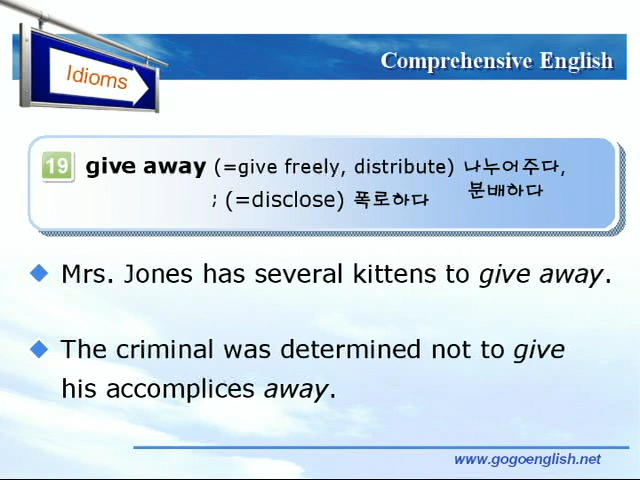 Idioms
Comprehensive English
19 give away (=give freely, distribute) 나누어주다,
분배하다
; (=disclose) 폭로하다
Mrs. Jones has several kittens to give away.
The criminal was determined not to give
his accomplices away.
www.gogoenglish.net